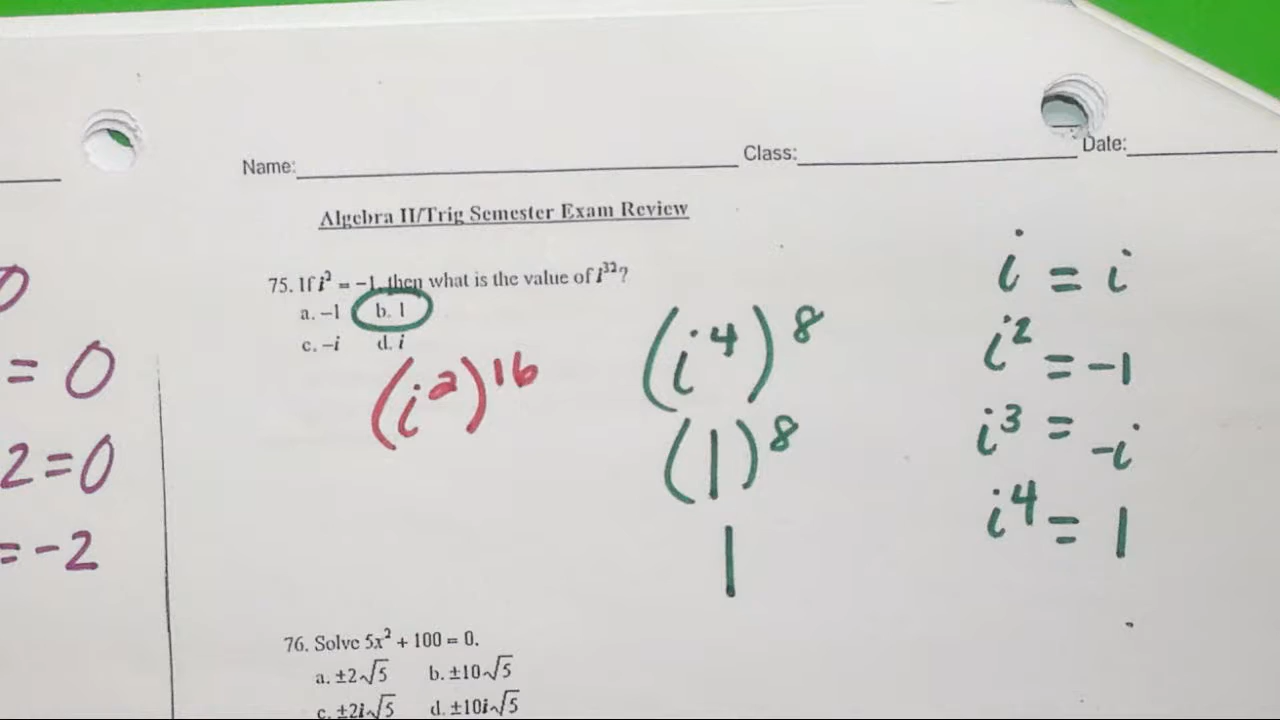 Name: Class: Date:
Algebra II/Trig Semester Exam Review
75. If i² = −1, then what is the value of i³²?
a. −1 b. 1
c. −i d. i
(i²)¹⁶
(i⁴)⁸
(1)⁸
1
i = i
i² = −1
i³ = −i
i⁴ = 1
0
= 0
2=0
=−2
76. Solve 5x² + 100 = 0.
a. ±2√5 b. ±10√5
c. ±2i√5 d. ±10i√5